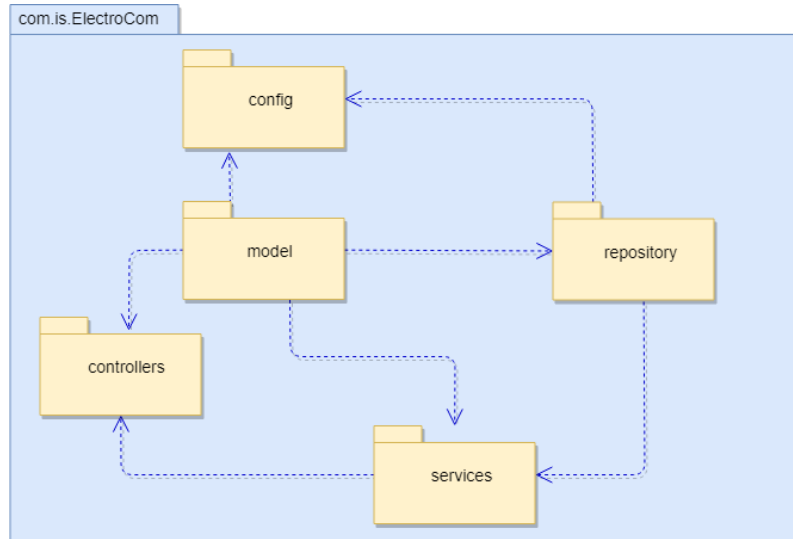 com.is.ElectroCom
config
model
repository
controllers
services